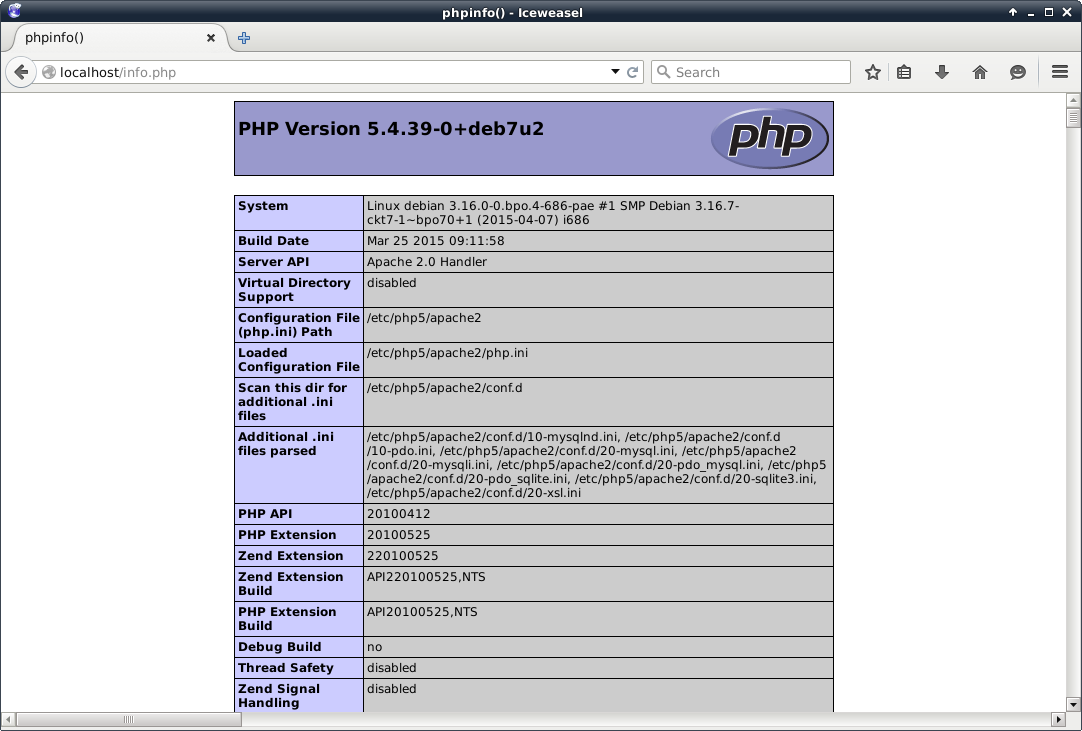 phpinfo() - Iceweasel
phpinfo()
localhost/info.php
Search
PHP Version 5.4.39-0+deb7u2
php
System
Linux debian 3.16.0-0.bpo.4-686-pae #1 SMP Debian 3.16.7-
ckt7-1~bpo70+1 (2015-04-07) i686
Build Date
Mar 25 2015 09:11:58
Server API
Apache 2.0 Handler
Virtual Directory
Support
disabled
Configuration File
(php.ini) Path
/etc/php5/apache2
Loaded
Configuration File
/etc/php5/apache2/php.ini
Scan this dir for
additional .ini
files
/etc/php5/apache2/conf.d
Additional .ini
files parsed
/etc/php5/apache2/conf.d/10-mysqlnd.ini, /etc/php5/apache2/conf.d
/10-pdo.ini, /etc/php5/apache2/conf.d/20-mysql.ini, /etc/php5/apache2
/conf.d/20-mysqli.ini, /etc/php5/apache2/conf.d/20-pdo_mysql.ini, /etc/php5
/apache2/conf.d/20-pdo_sqlite.ini, /etc/php5/apache2/conf.d/20-sqlite3.ini,
/etc/php5/apache2/conf.d/20-xsl.ini
PHP API
20100412
PHP Extension
20100525
Zend Extension
220100525
Zend Extension
Build
API220100525,NTS
PHP Extension
Build
API20100525,NTS
Debug Build
no
Thread Safety
disabled
Zend Signal
Handling
disabled